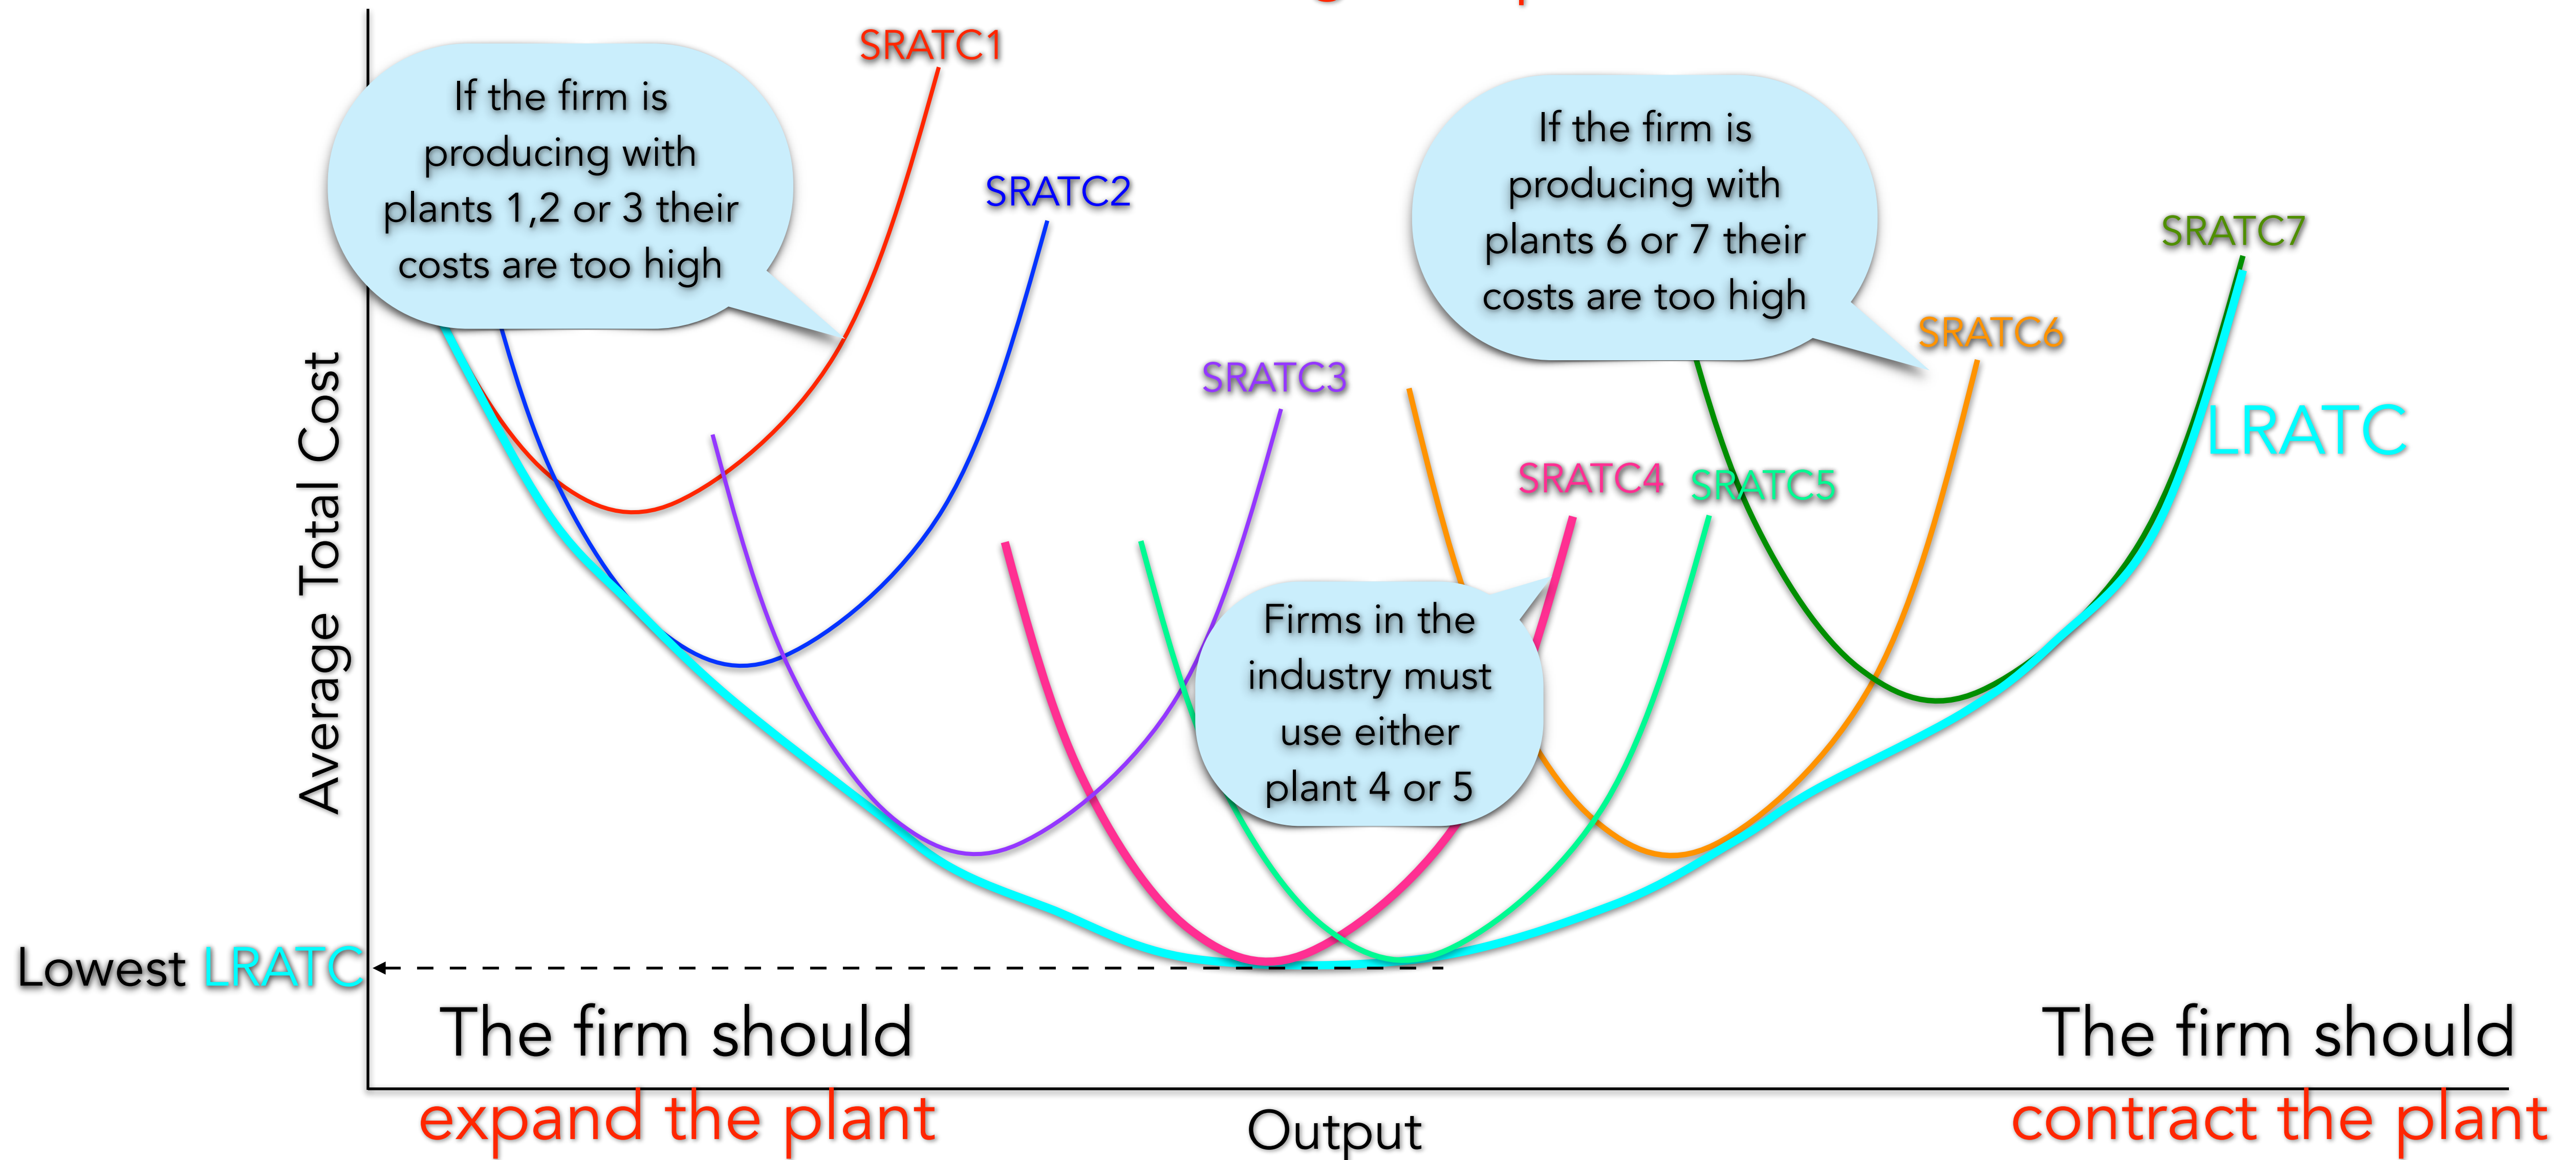 SRATC1
If the firm is
producing with
plants 1,2 or 3 their
costs are too high
SRATC2
If the firm is
producing with
plants 6 or 7 their
costs are too high
SRATC7
SRATC6
SRATC3
LRATC
SRATC4
SRATC5
Average Total Cost
Firms in the
industry must
use either
plant 4 or 5
Lowest LRATC
The firm should
expand the plant
The firm should
contract the plant
Output